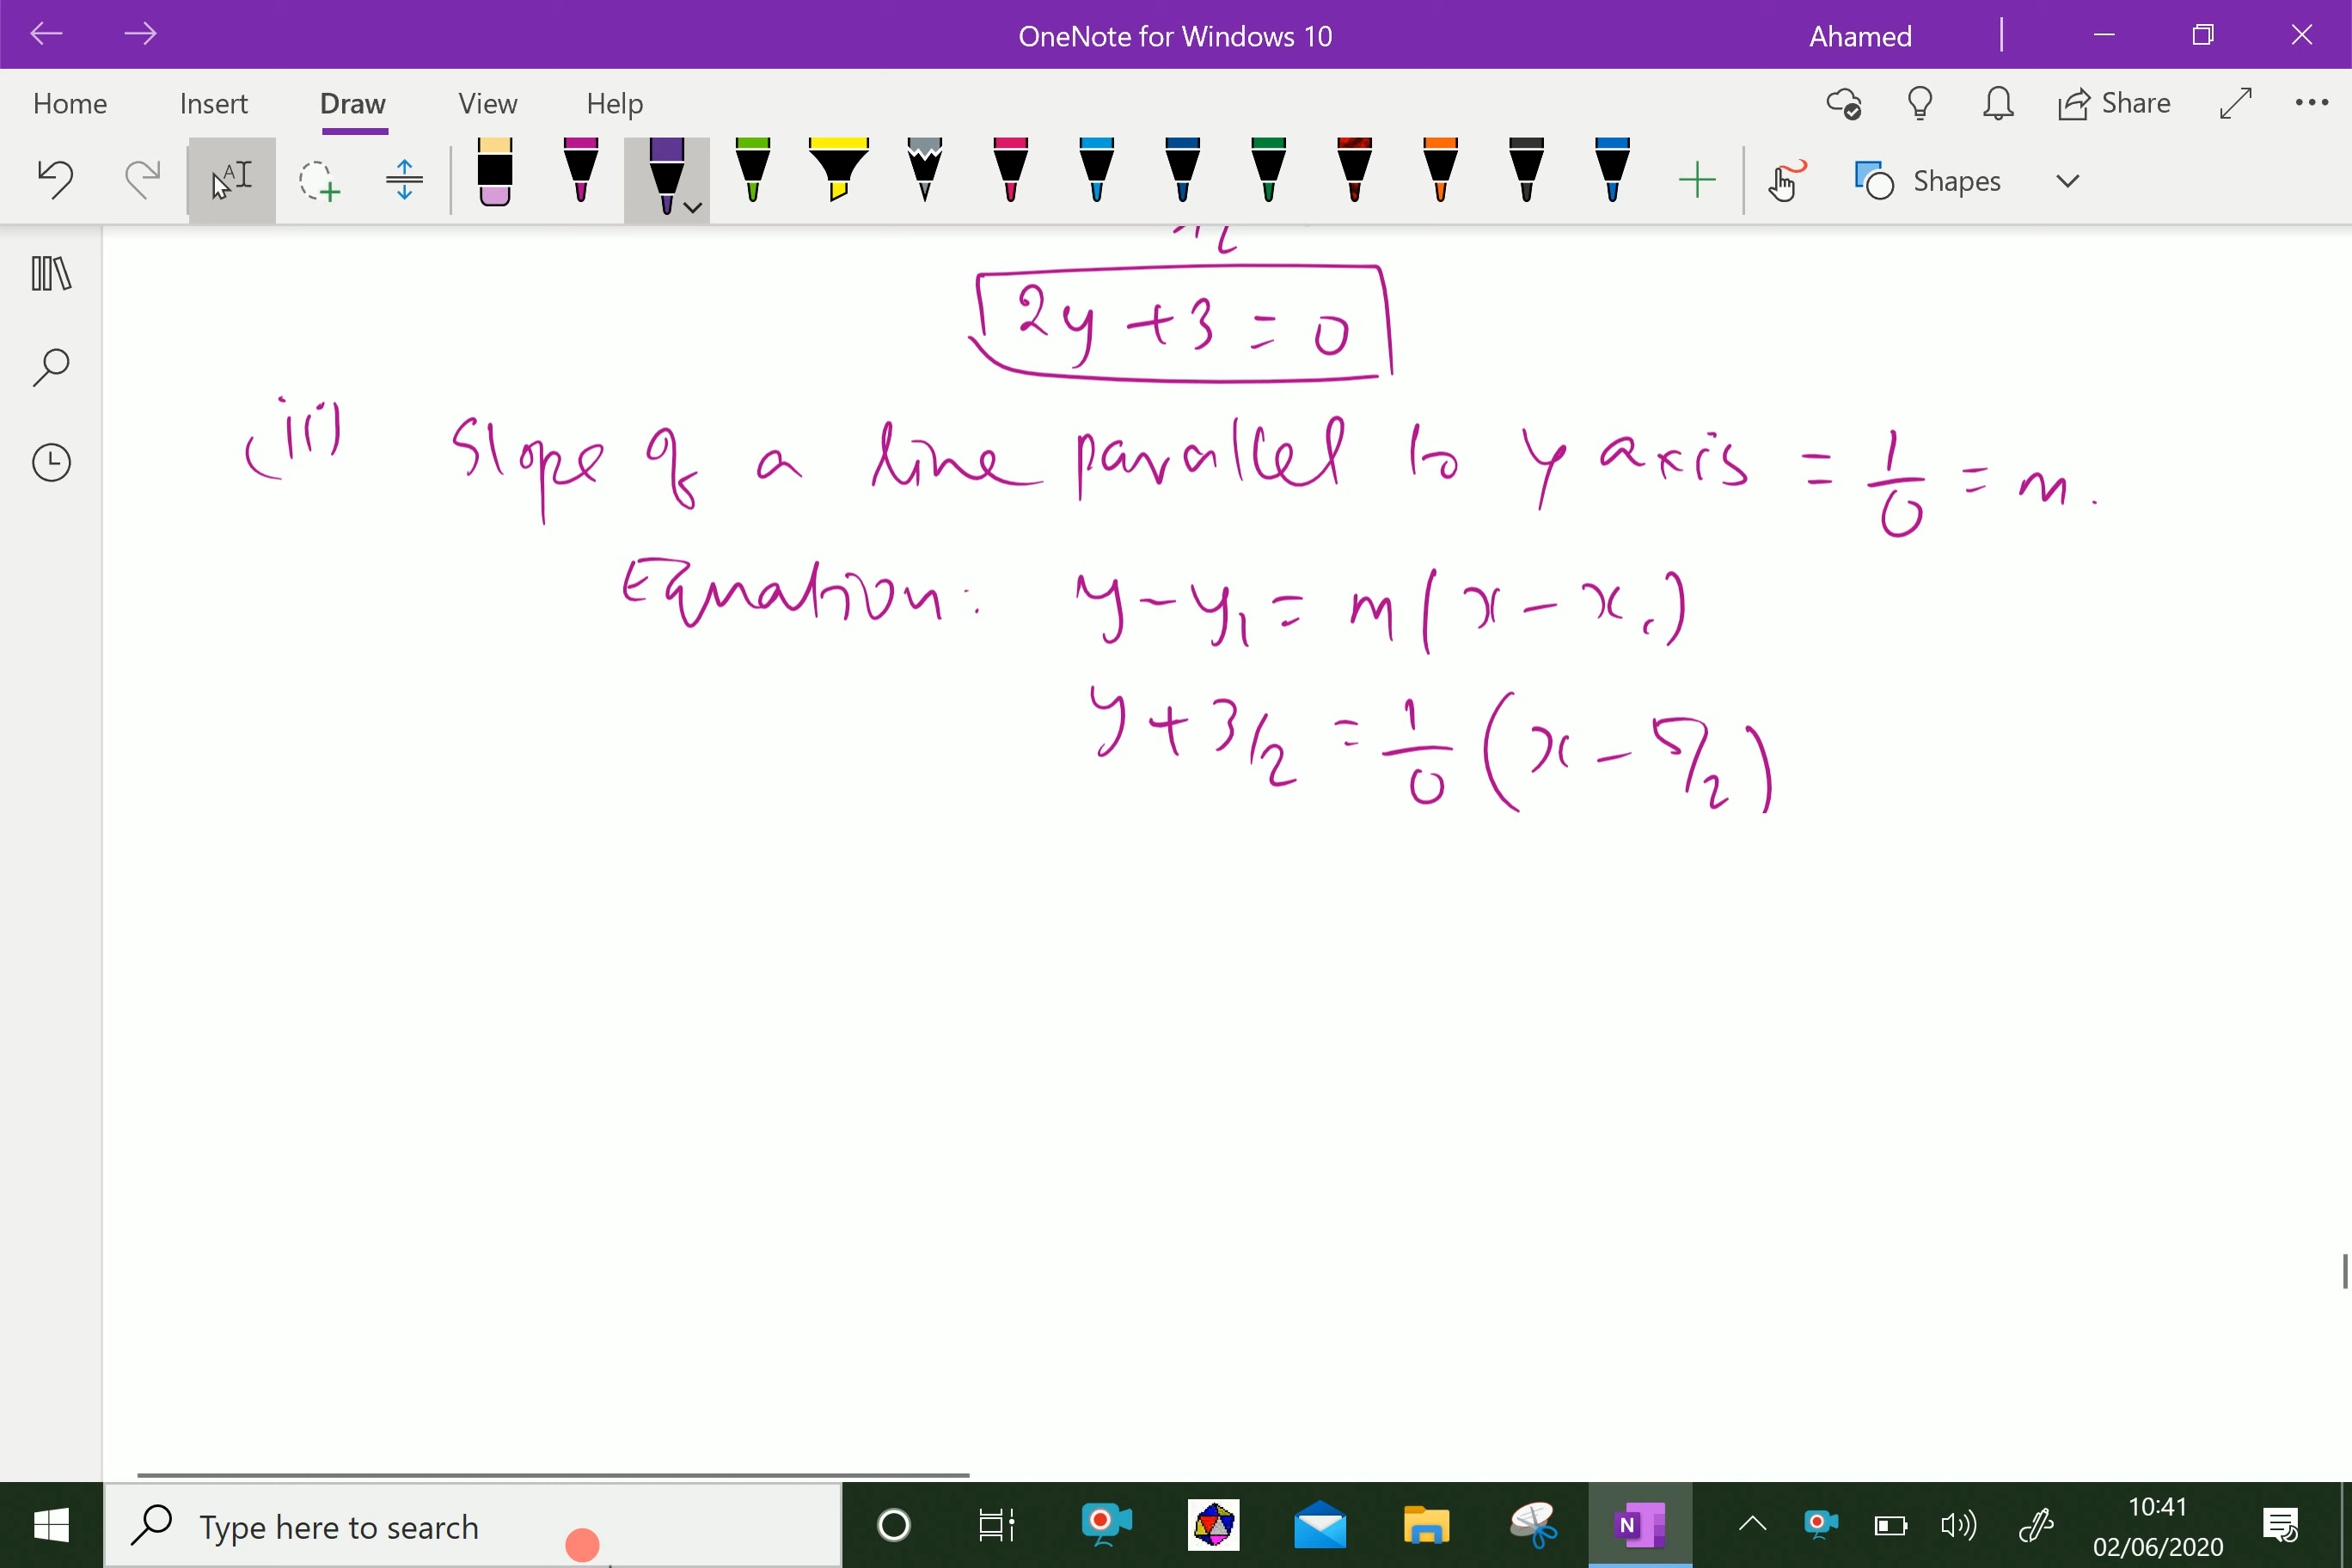 OneNote for Windows 10 Ahamed
Home Insert Draw View Help Share
Shapes
2y + 3 = 0
(ii) Slope of a line parallel to y axis = 1/0 = m.
Equation: y - y₁ = m(x - x₁)
y + 3/2 = 1/0 (x - 5/2)
Type here to search
10:41
02/06/2020